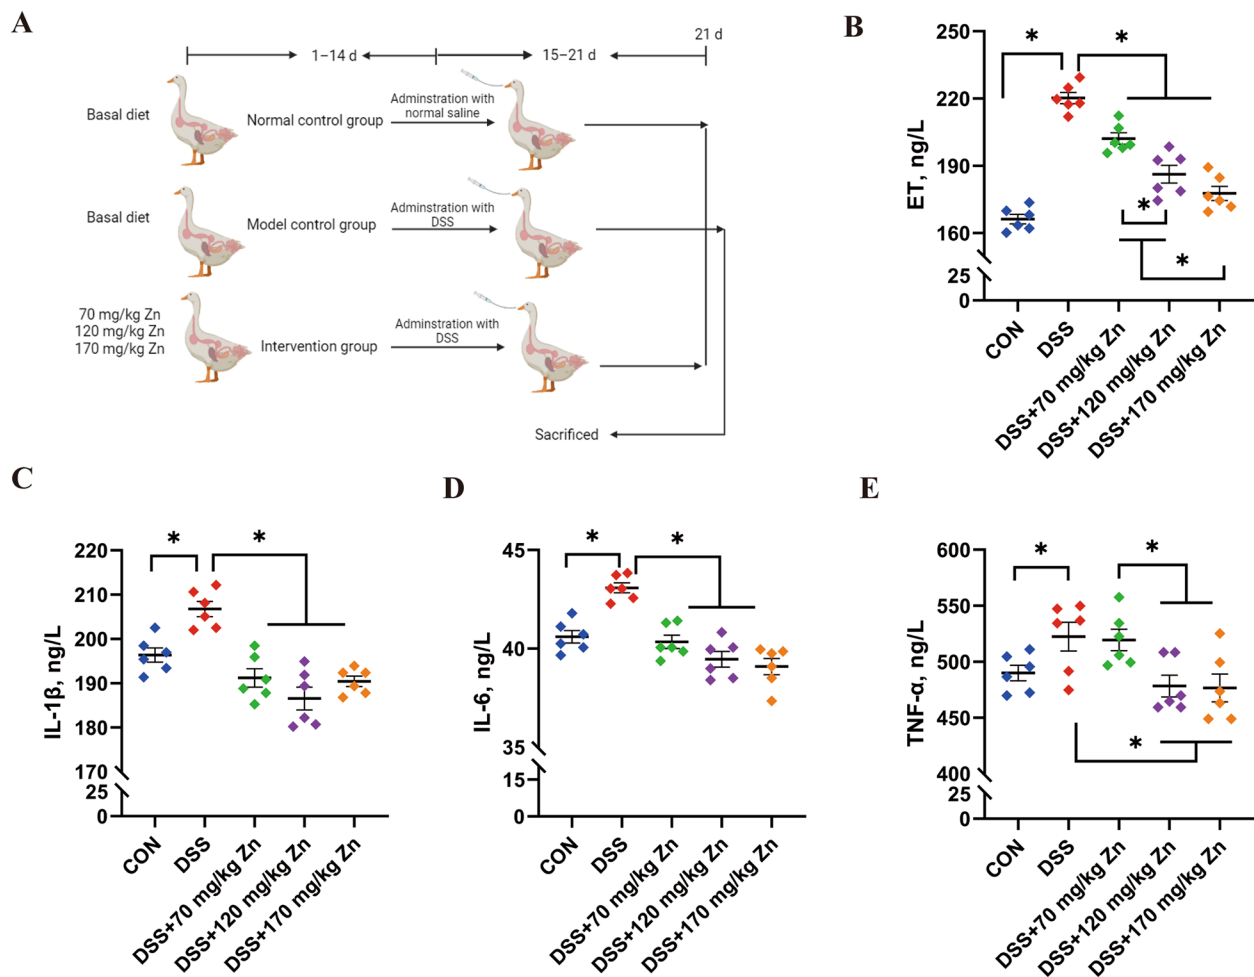 A
1–14 d
15–21 d
21 d
Basal diet
Normal control group
Adminstration with
normal saline
Basal diet
Model control group
Adminstration with
DSS
70 mg/kg Zn
120 mg/kg Zn
170 mg/kg Zn
Intervention group
Adminstration with
DSS
Sacrificed
B
ET, ng/L
250
220
190
160
25
0
*
*
*
*
CON
DSS
DSS+70 mg/kg Zn
DSS+120 mg/kg Zn
DSS+170 mg/kg Zn
C
IL-1β, ng/L
220
210
200
190
180
170
25
0
*
*
CON
DSS
DSS+70 mg/kg Zn
DSS+120 mg/kg Zn
DSS+170 mg/kg Zn
D
IL-6, ng/L
45
40
35
15
0
*
*
CON
DSS
DSS+70 mg/kg Zn
DSS+120 mg/kg Zn
DSS+170 mg/kg Zn
E
TNF-α, ng/L
600
550
500
450
400
25
0
*
*
*
CON
DSS
DSS+70 mg/kg Zn
DSS+120 mg/kg Zn
DSS+170 mg/kg Zn